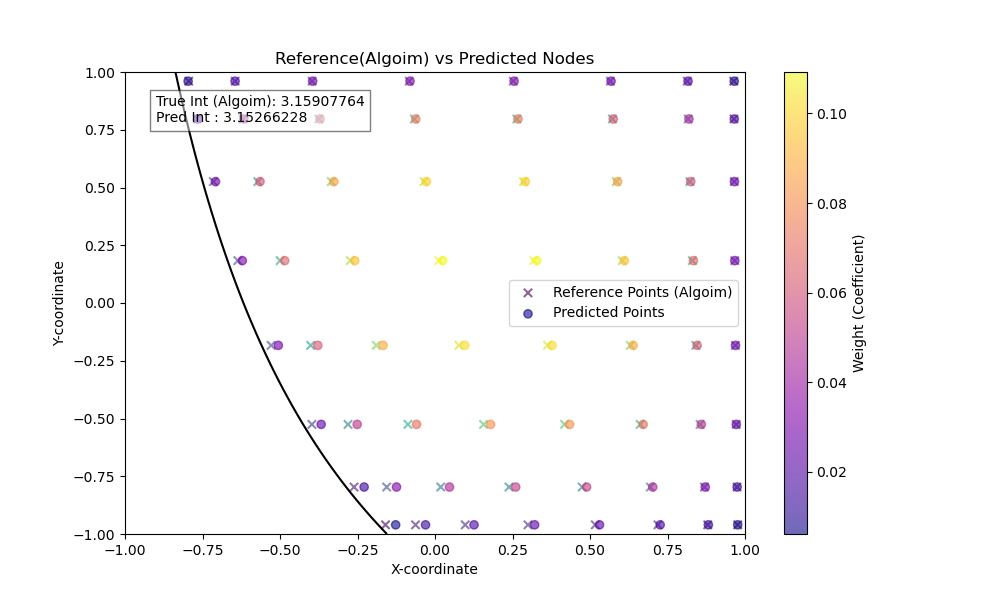 Reference(Algoim) vs Predicted Nodes
True Int (Algoim): 3.15907764
Pred Int : 3.15266228
Reference Points (Algoim)
Predicted Points
1.00
0.75
0.50
0.25
0.00
−0.25
−0.50
−0.75
−1.00
Y-coordinate
−1.00 −0.75 −0.50 −0.25 0.00 0.25 0.50 0.75 1.00
X-coordinate
0.10
0.08
0.06
0.04
0.02
Weight (Coefficient)